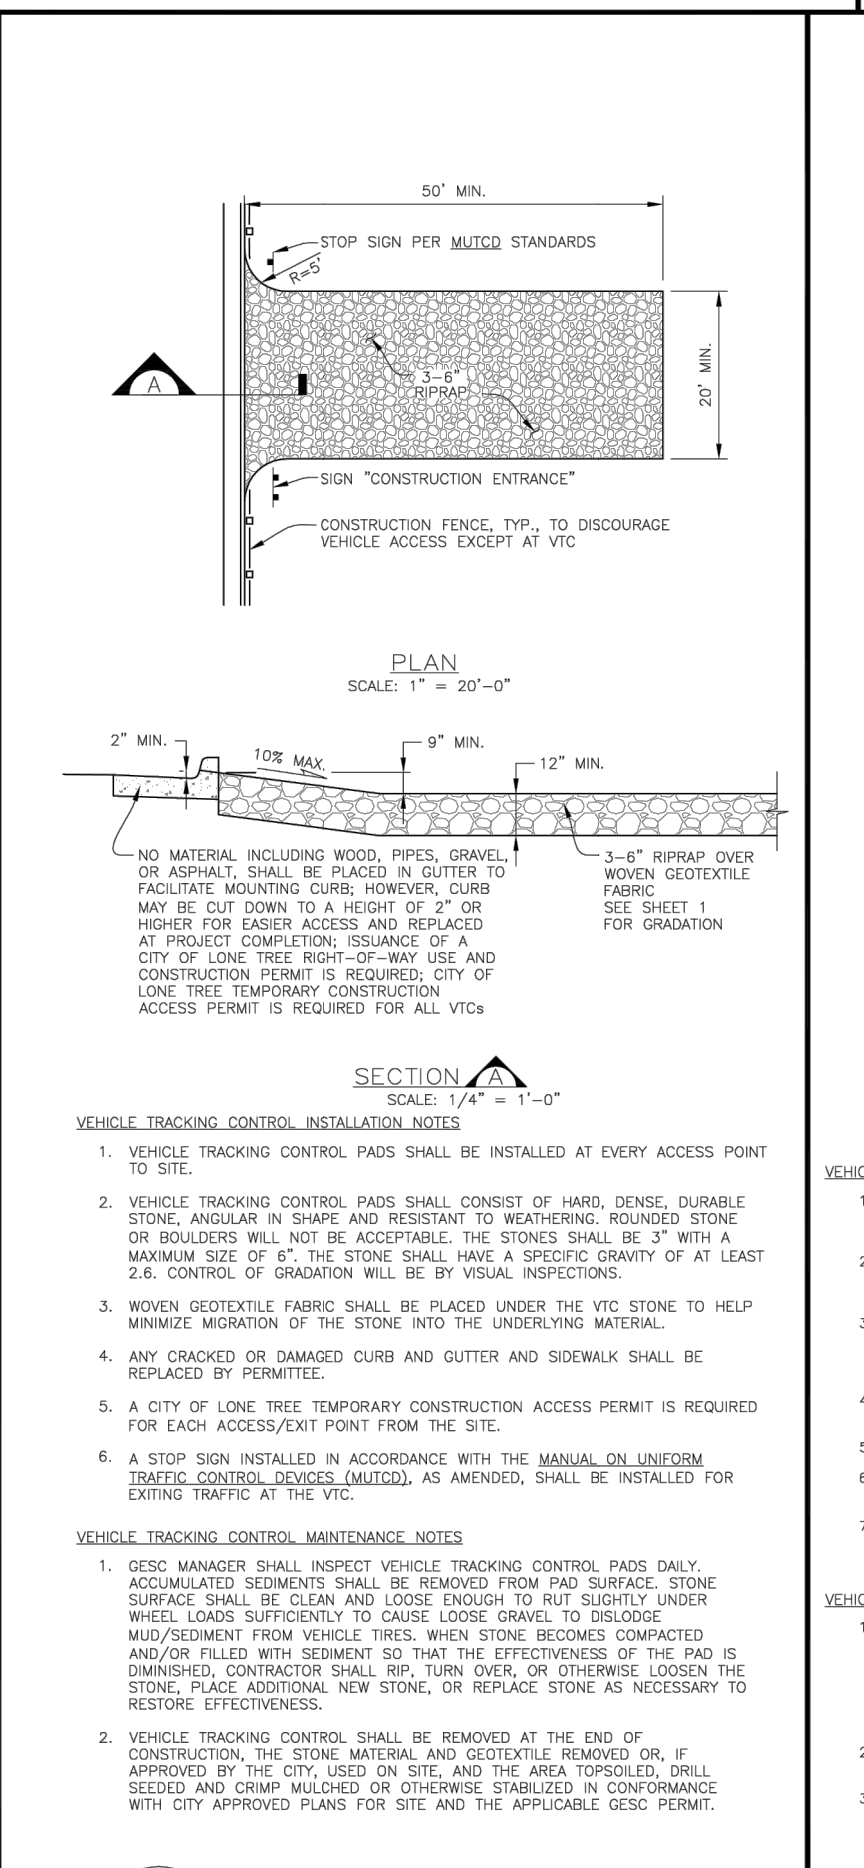 50' MIN.
STOP SIGN PER MUTCD STANDARDS
R=5'
A
3-6"
RIPRAP
20' MIN.
SIGN "CONSTRUCTION ENTRANCE"
CONSTRUCTION FENCE, TYP., TO DISCOURAGE
VEHICLE ACCESS EXCEPT AT VTC
PLAN
SCALE: 1" = 20'-0"
2" MIN.
10% MAX.
9" MIN.
12" MIN.
NO MATERIAL INCLUDING WOOD, PIPES, GRAVEL,
OR ASPHALT, SHALL BE PLACED IN GUTTER TO
FACILITATE MOUNTING CURB; HOWEVER, CURB
MAY BE CUT DOWN TO A HEIGHT OF 2" OR
HIGHER FOR EASIER ACCESS AND REPLACED
AT PROJECT COMPLETION; ISSUANCE OF A
CITY OF LONE TREE RIGHT-OF-WAY USE AND
CONSTRUCTION PERMIT IS REQUIRED; CITY OF
LONE TREE TEMPORARY CONSTRUCTION
ACCESS PERMIT IS REQUIRED FOR ALL VTCs
3-6" RIPRAP OVER
WOVEN GEOTEXTILE
FABRIC
SEE SHEET 1
FOR GRADATION
SECTION A
SCALE: 1/4" = 1'-0"
VEHICLE TRACKING CONTROL INSTALLATION NOTES
1. VEHICLE TRACKING CONTROL PADS SHALL BE INSTALLED AT EVERY ACCESS POINT
TO SITE.
2. VEHICLE TRACKING CONTROL PADS SHALL CONSIST OF HARD, DENSE, DURABLE
STONE, ANGULAR IN SHAPE AND RESISTANT TO WEATHERING. ROUNDED STONE
OR BOULDERS WILL NOT BE ACCEPTABLE. THE STONES SHALL BE 3" WITH A
MAXIMUM SIZE OF 6". THE STONE SHALL HAVE A SPECIFIC GRAVITY OF AT LEAST
2.6. CONTROL OF GRADATION WILL BE BY VISUAL INSPECTIONS.
3. WOVEN GEOTEXTILE FABRIC SHALL BE PLACED UNDER THE VTC STONE TO HELP
MINIMIZE MIGRATION OF THE STONE INTO THE UNDERLYING MATERIAL.
4. ANY CRACKED OR DAMAGED CURB AND GUTTER AND SIDEWALK SHALL BE
REPLACED BY PERMITTEE.
5. A CITY OF LONE TREE TEMPORARY CONSTRUCTION ACCESS PERMIT IS REQUIRED
FOR EACH ACCESS/EXIT POINT FROM THE SITE.
6. A STOP SIGN INSTALLED IN ACCORDANCE WITH THE MANUAL ON UNIFORM
TRAFFIC CONTROL DEVICES (MUTCD), AS AMENDED, SHALL BE INSTALLED FOR
EXITING TRAFFIC AT THE VTC.
VEHICLE TRACKING CONTROL MAINTENANCE NOTES
1. GESC MANAGER SHALL INSPECT VEHICLE TRACKING CONTROL PADS DAILY.
ACCUMULATED SEDIMENTS SHALL BE REMOVED FROM PAD SURFACE. STONE
SURFACE SHALL BE CLEAN AND LOOSE ENOUGH TO RUT SLIGHTLY UNDER
WHEEL LOADS SUFFICIENTLY TO CAUSE LOOSE GRAVEL TO DISLODGE
MUD/SEDIMENT FROM VEHICLE TIRES. WHEN STONE BECOMES COMPACTED
AND/OR FILLED WITH SEDIMENT SO THAT THE EFFECTIVENESS OF THE PAD IS
DIMINISHED, CONTRACTOR SHALL RIP, TURN OVER, OR OTHERWISE LOOSEN THE
STONE, PLACE ADDITIONAL NEW STONE, OR REPLACE STONE AS NECESSARY TO
RESTORE EFFECTIVENESS.
2. VEHICLE TRACKING CONTROL SHALL BE REMOVED AT THE END OF
CONSTRUCTION, THE STONE MATERIAL AND GEOTEXTILE REMOVED OR, IF
APPROVED BY THE CITY, USED ON SITE, AND THE AREA TOPSOILED, DRILL
SEEDED AND CRIMP MULCHED OR OTHERWISE STABILIZED IN CONFORMANCE
WITH CITY APPROVED PLANS FOR SITE AND THE APPLICABLE GESC PERMIT.